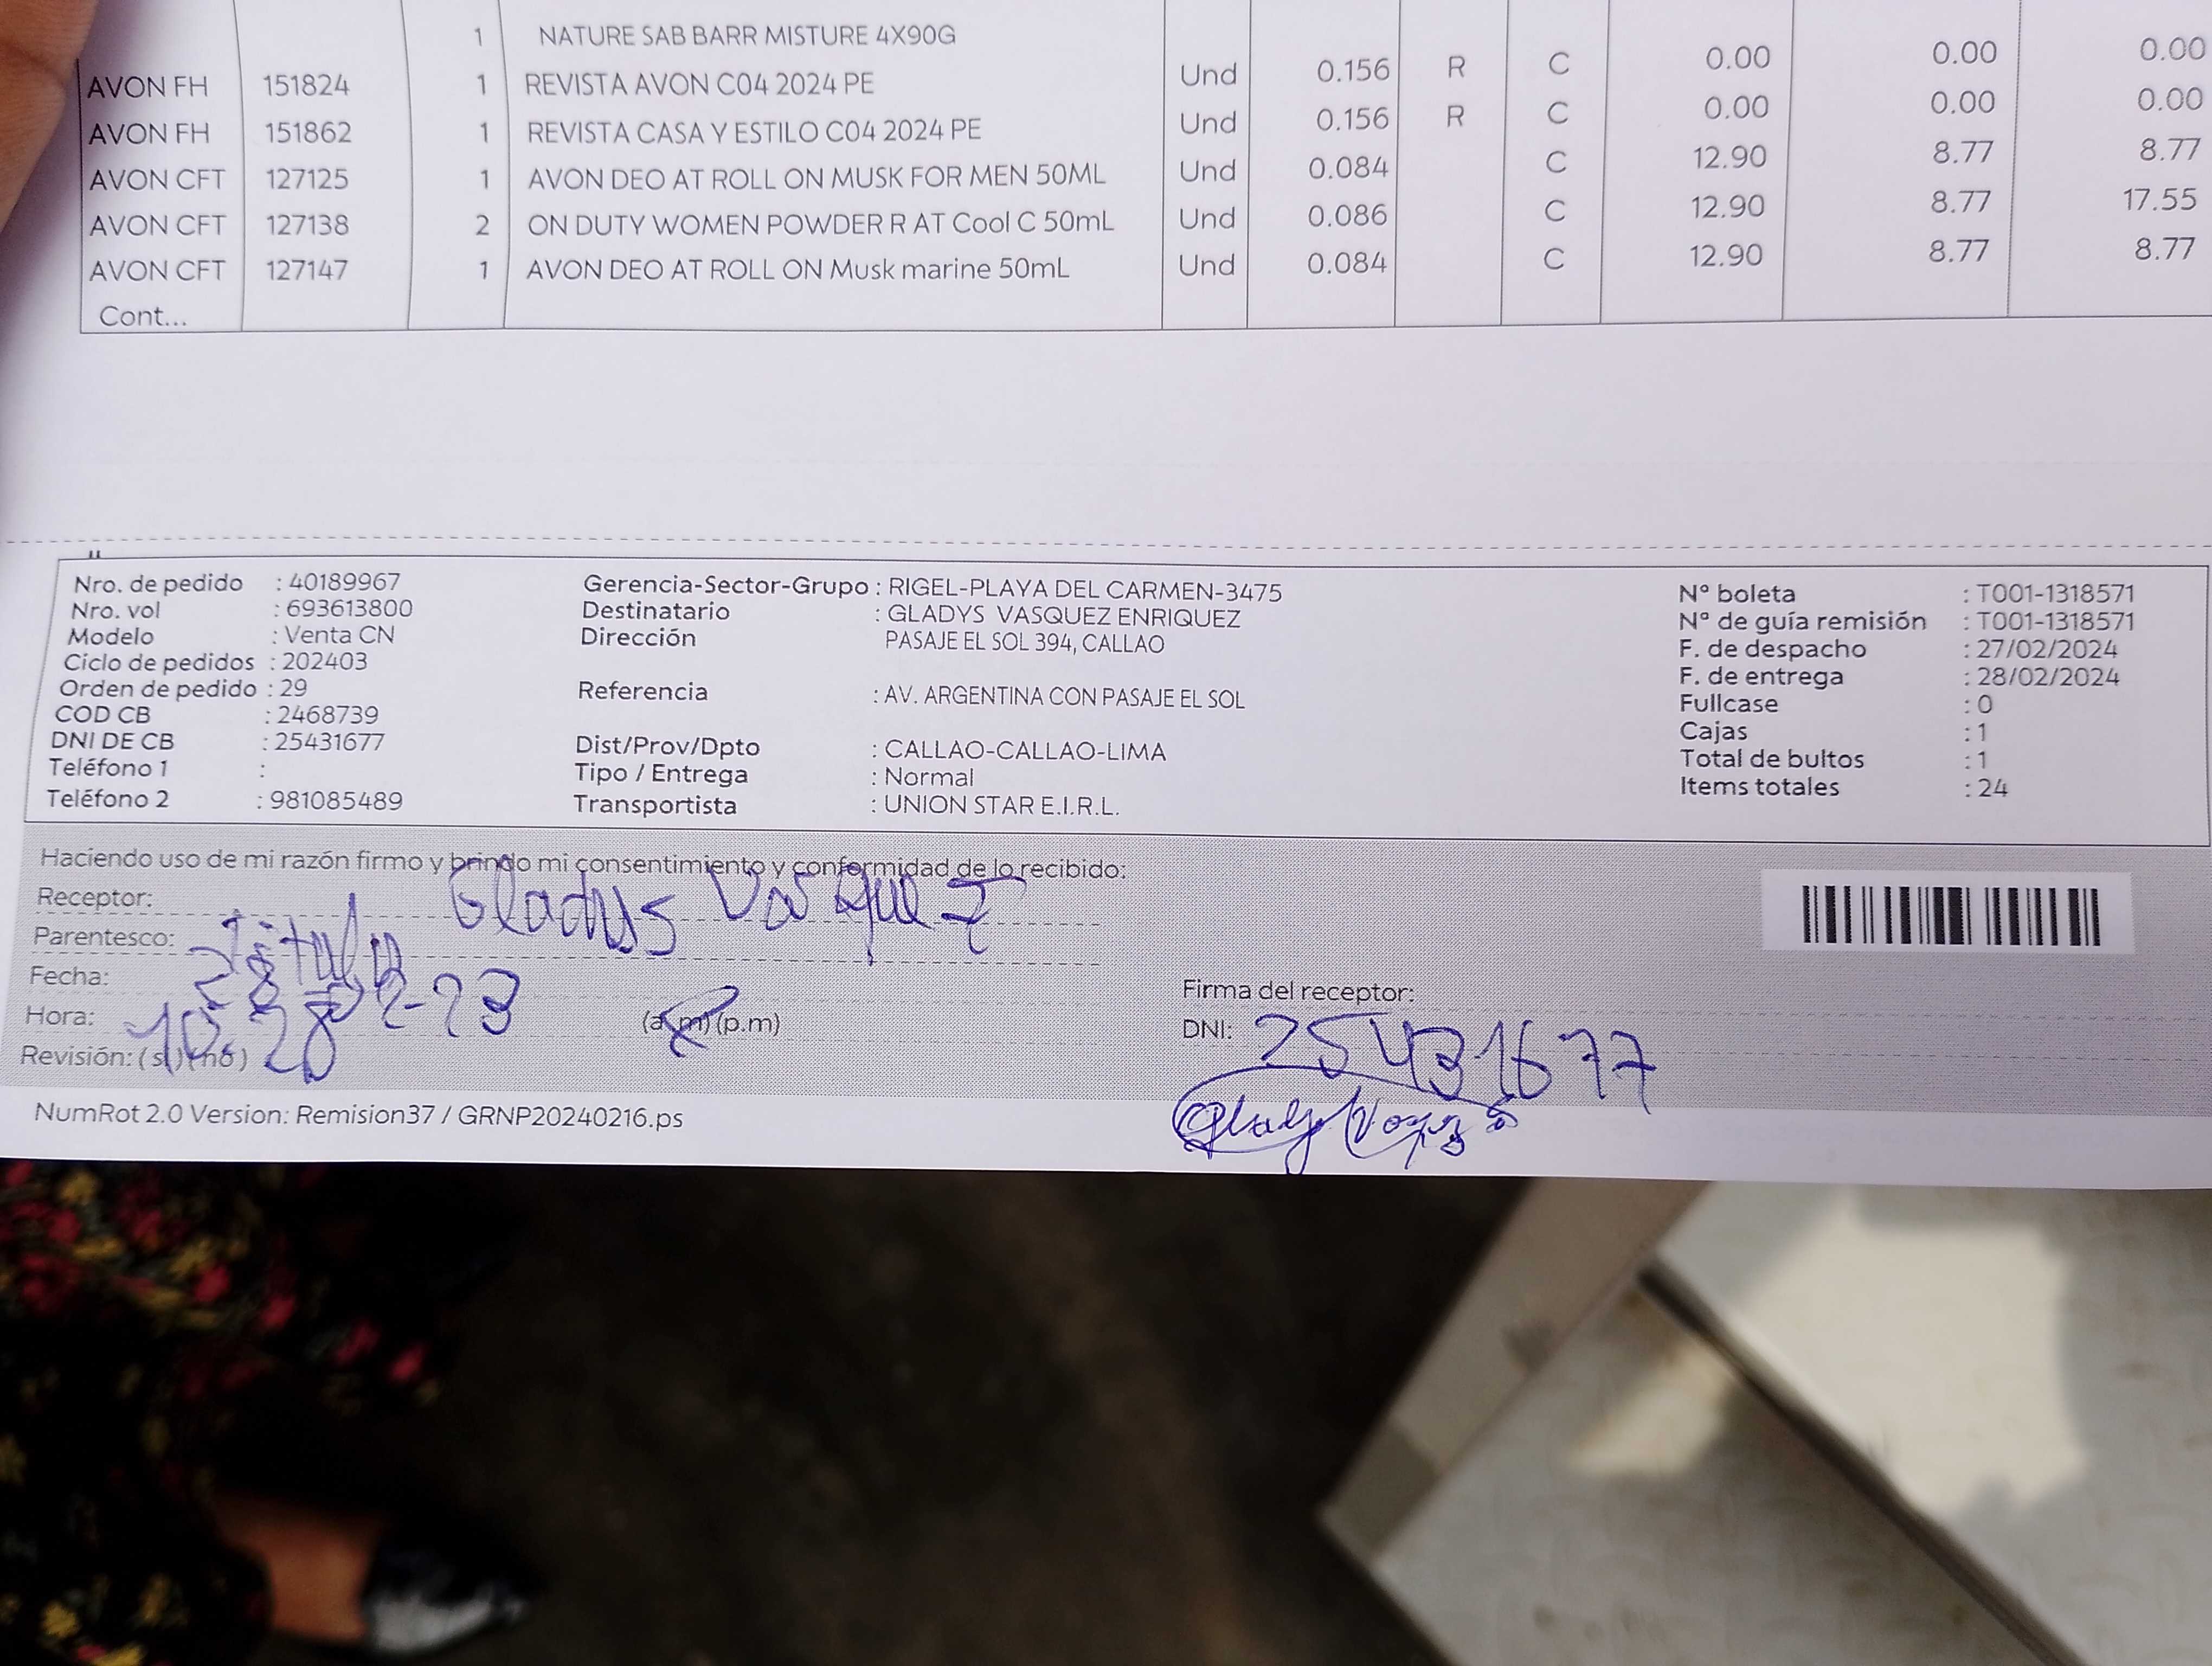 1 NATURE SAB BARR MISTURE 4X90G
AVON FH 151824 1 REVISTA AVON C04 2024 PE Und 0.156 R C 0.00 0.00 0.00
AVON FH 151862 1 REVISTA CASA Y ESTILO C04 2024 PE Und 0.156 R C 0.00 0.00 0.00
AVON CFT 127125 1 AVON DEO AT ROLL ON MUSK FOR MEN 50ML Und 0.084 C 12.90 8.77 8.77
AVON CFT 127138 2 ON DUTY WOMEN POWDER R AT Cool C 50mL Und 0.086 C 12.90 8.77 17.55
AVON CFT 127147 1 AVON DEO AT ROLL ON Musk marine 50mL Und 0.084 C 12.90 8.77 8.77
Cont...
Nro. de pedido : 40189967 Gerencia-Sector-Grupo : RIGEL-PLAYA DEL CARMEN-3475 Nº boleta : T001-1318571
Nro. vol : 693613800 Destinatario : GLADYS VASQUEZ ENRIQUEZ Nª de guía remisión : T001-1318571
Modelo : Venta CN Dirección PASAJE EL SOL 394, CALLAO F. de despacho : 27/02/2024
Ciclo de pedidos : 202403 F. de entrega : 28/02/2024
Orden de pedido : 29 Referencia : AV. ARGENTINA CON PASAJE EL SOL Fullcase : 0
COD CB : 2468739 Cajas : 1
DNI DE CB : 25431677 Dist/Prov/Dpto : CALLAO-CALLAO-LIMA Total de bultos : 1
Teléfono 1 : Tipo / Entrega : Normal Items totales : 24
Teléfono 2 : 981085489 Transportista : UNION STAR E.I.R.L.
Haciendo uso de mi razón firmo y brindo mi consentimiento y conformidad de lo recibido:
Receptor: Gladys Vasquez
Parentesco: Titular
Fecha: 28-02-23 Firma del receptor:
Hora: 10:28 (a.m) (p.m) DNI: 25431677
Revisión: (si) (no)
NumRot 2.0 Version: Remision37 / GRNP20240216.ps